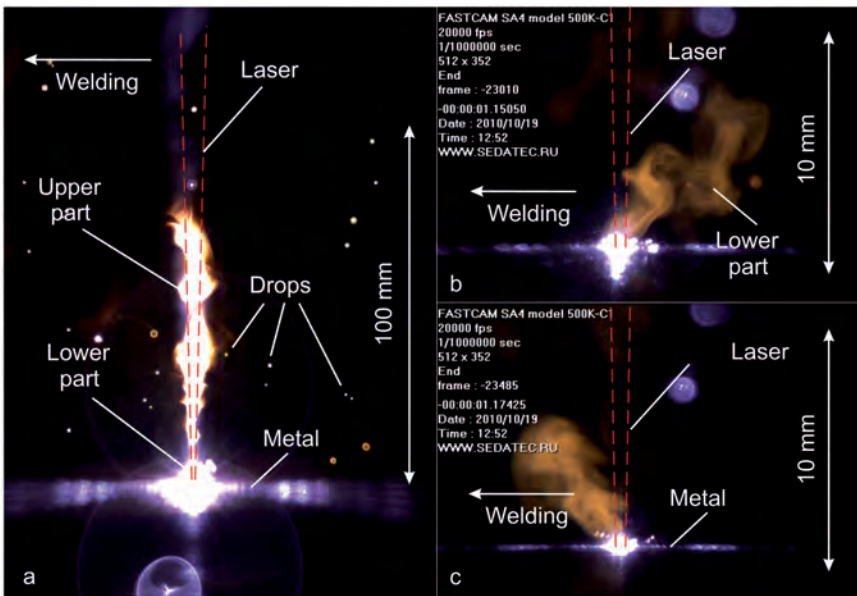 Welding
Laser
Upper
part
Drops
100 mm
Lower
part
Metal
a
FASTCAM SA4 model 500K-C1
20000 fps
1/1000000 sec
512 x 352
End
frame : -23010
-00:00:01.15050
Date : 2010/10/19
Time : 12:52
WWW.SEDATEC.RU
Laser
10 mm
Welding
Lower
part
b
FASTCAM SA4 model 500K-C1
20000 fps
1/1000000 sec
512 x 352
End
frame : -23485
-00:00:01.17425
Date : 2010/10/19
Time : 12:52
WWW.SEDATEC.RU
Laser
10 mm
Welding
Metal
c